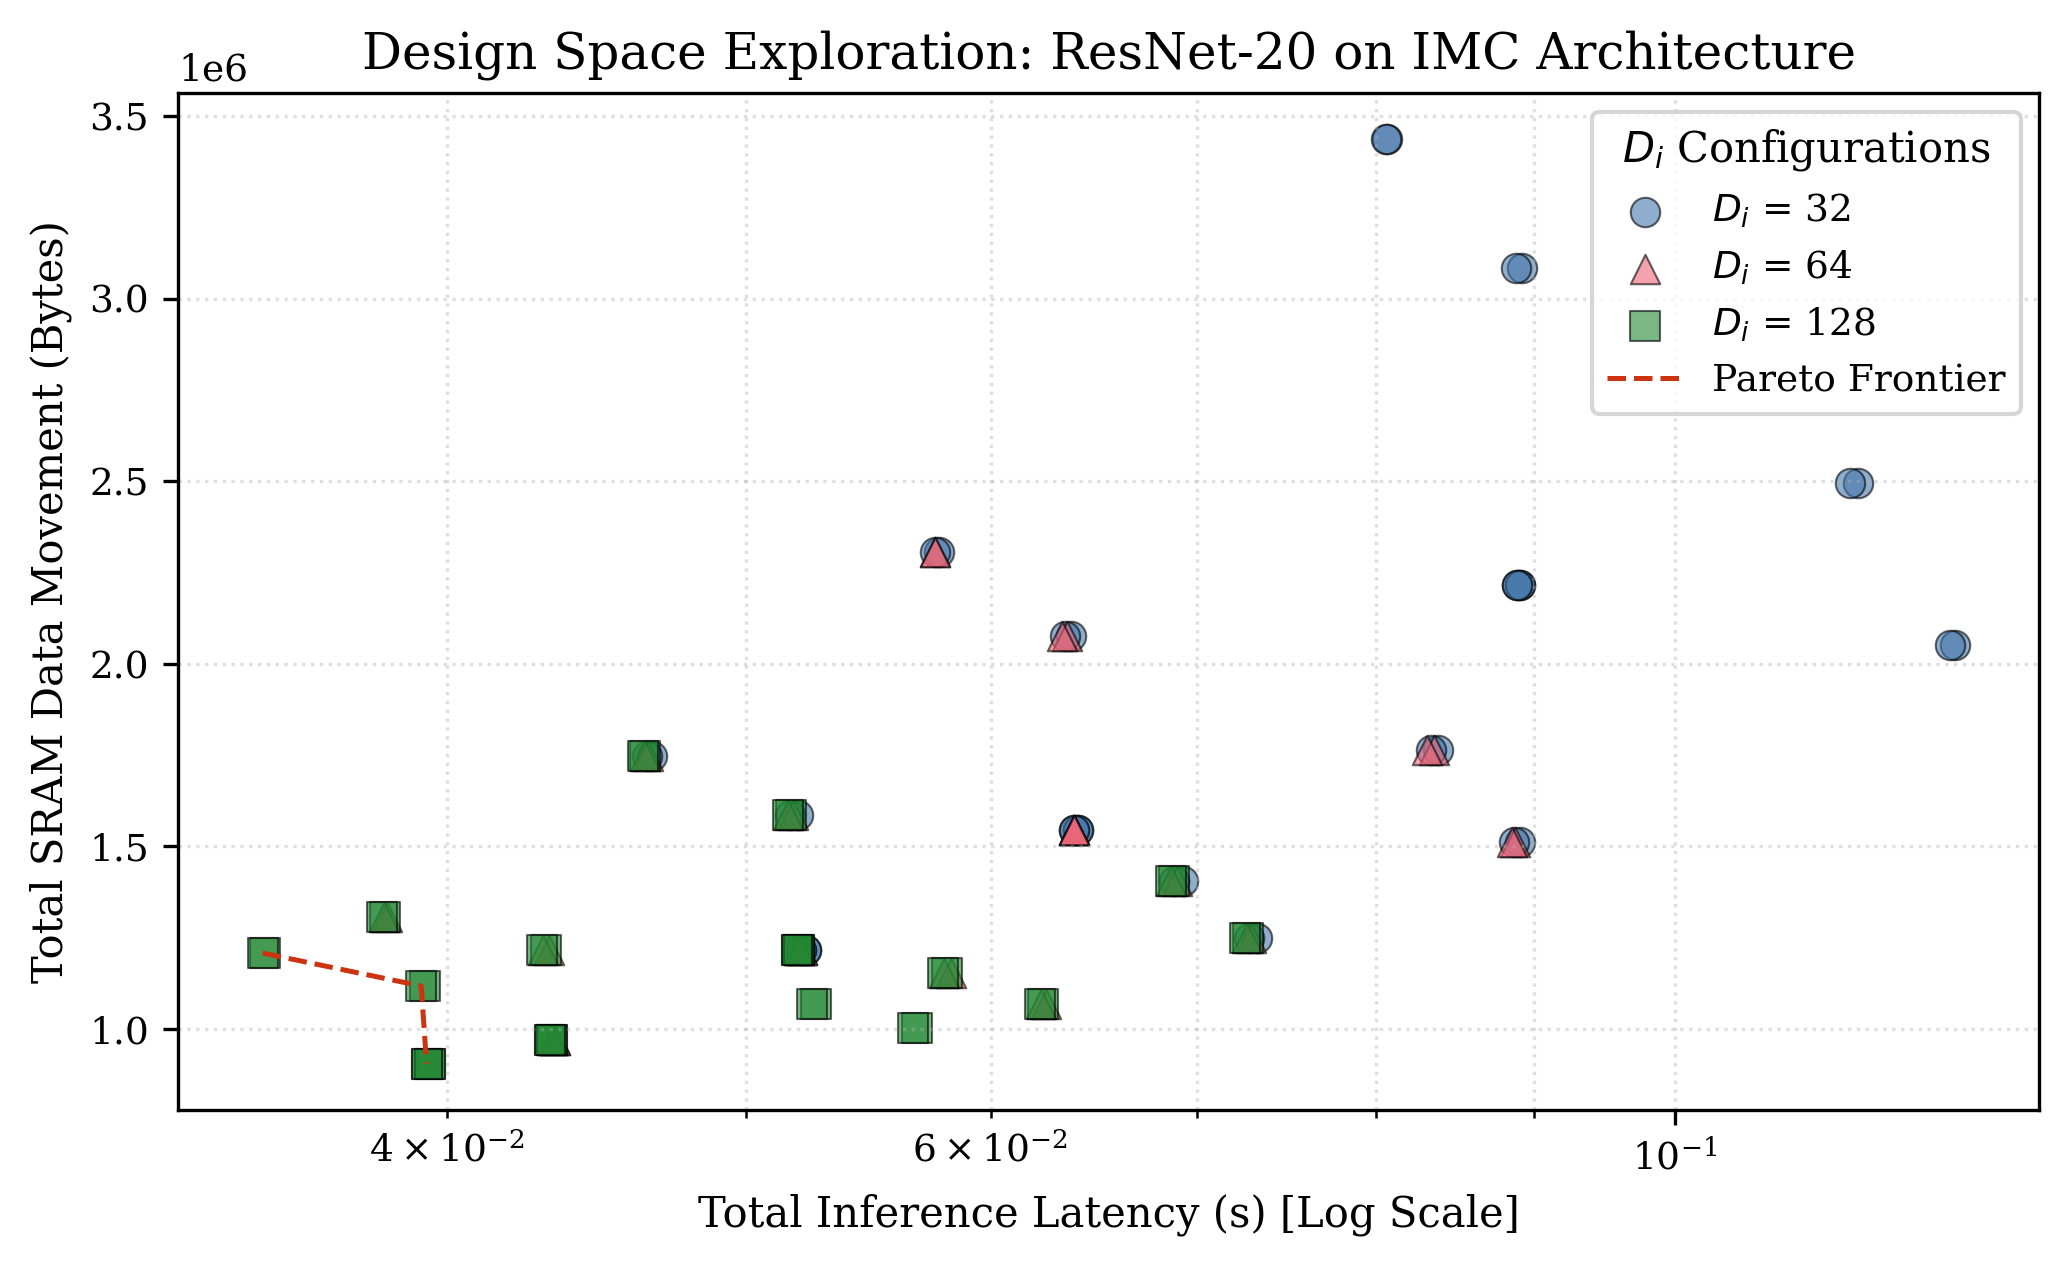 Design Space Exploration: ResNet-20 on IMC Architecture
1e6
3.5
3.0
2.5
2.0
1.5
1.0
Total SRAM Data Movement (Bytes)
Dᵢ Configurations
Dᵢ = 32
Dᵢ = 64
Dᵢ = 128
Pareto Frontier
4 × 10⁻²
6 × 10⁻²
10⁻¹
Total Inference Latency (s) [Log Scale]